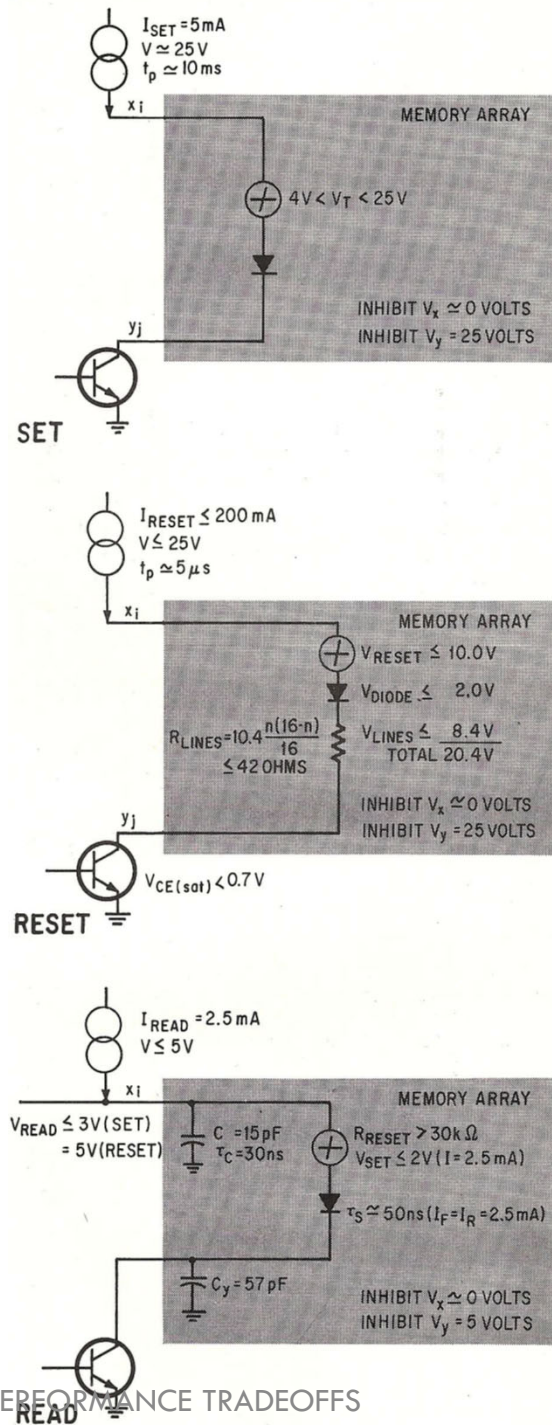 I_SET = 5mA
V ≃ 25V
t_p ≃ 10ms
x_i
MEMORY ARRAY
4V < V_T < 25V
INHIBIT V_x ≃ 0 VOLTS
INHIBIT V_y = 25 VOLTS
y_j
SET
I_RESET ≤ 200mA
V ≤ 25V
t_p ≃ 5μs
x_i
MEMORY ARRAY
V_RESET ≤ 10.0V
V_DIODE ≤ 2.0V
R_LINES = 10.4 n(16-n)/16
≤ 42 OHMS
V_LINES ≤ 8.4V
TOTAL 20.4V
INHIBIT V_x ≃ 0 VOLTS
INHIBIT V_y = 25 VOLTS
y_j
V_CE(sat) < 0.7V
RESET
I_READ = 2.5mA
V ≤ 5V
x_i
MEMORY ARRAY
V_READ ≤ 3V(SET)
= 5V(RESET)
C = 15pF
τ_C = 30ns
R_RESET > 30kΩ
V_SET ≤ 2V (I = 2.5mA)
τ_S ≃ 50ns (I_F = I_R = 2.5mA)
C_y = 57pF
INHIBIT V_x ≃ 0 VOLTS
INHIBIT V_y = 5 VOLTS
READ
PERFORMANCE TRADEOFFS